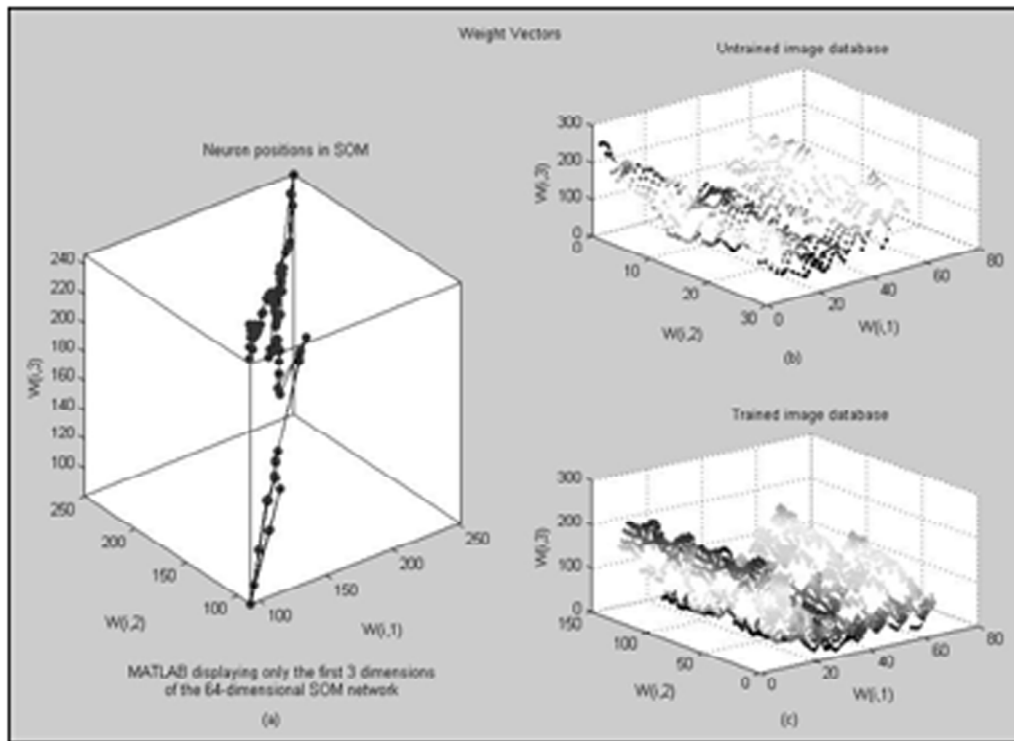 Weight Vectors
Neuron positions in SOM
240
220
200
180
160
140
120
100
W(i,3)
250
200
150
100
W(i,2)
100
150
200
250
W(i,1)
MATLAB displaying only the first 3 dimensions
of the 64-dimensional SOM network
(a)
Untrained image database
300
200
100
0
W(i,3)
0
10
20
30
W(i,2)
0
20
40
60
80
W(i,1)
(b)
Trained image database
300
200
100
0
W(i,3)
150
100
50
0
W(i,2)
0
20
40
60
80
W(i,1)
(c)